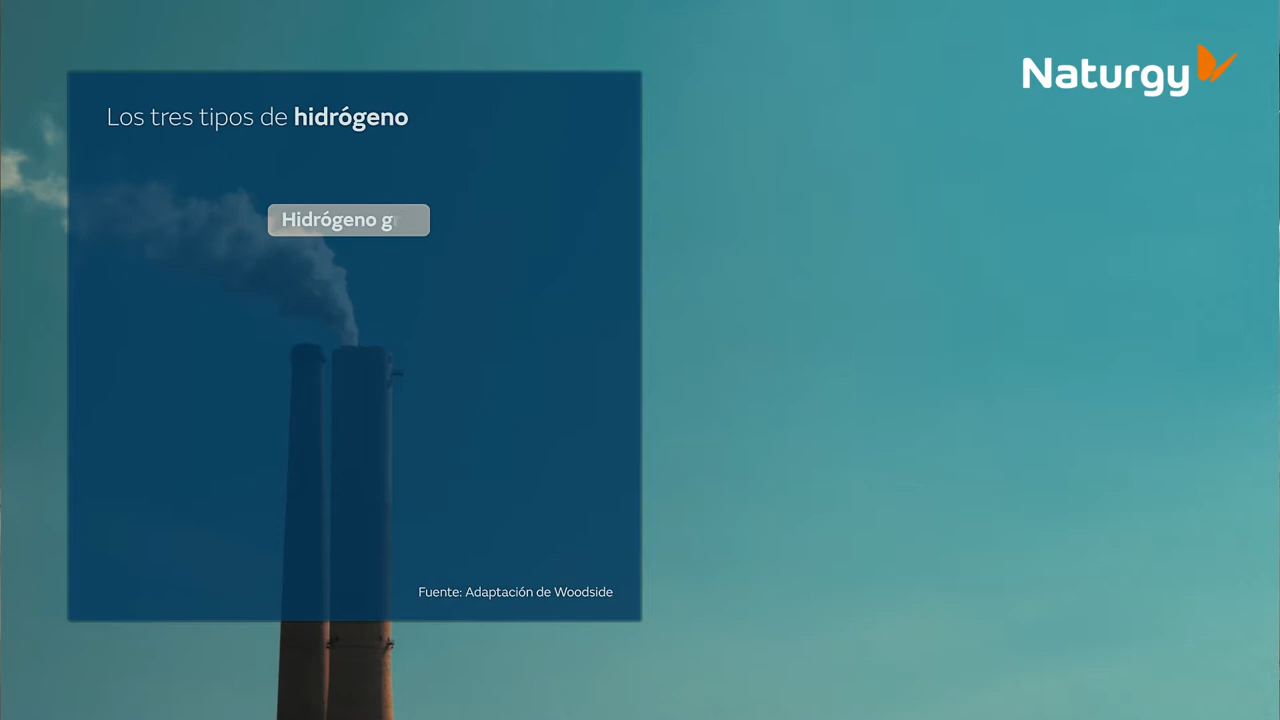 Naturgy
Los tres tipos de hidrógeno
Hidrógeno g
Fuente: Adaptación de Woodside